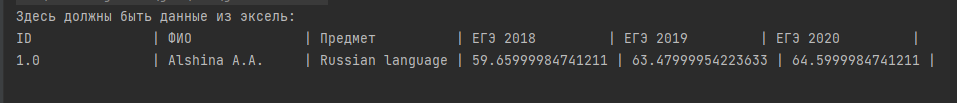 Здесь должны быть данные из эксель:
ID | ФИО | Предмет | ЕГЭ 2018 | ЕГЭ 2019 | ЕГЭ 2020 |
1.0 | Alshina A.A. | Russian language | 59.65999984741211 | 63.47999954223633 | 64.5999984741211 |